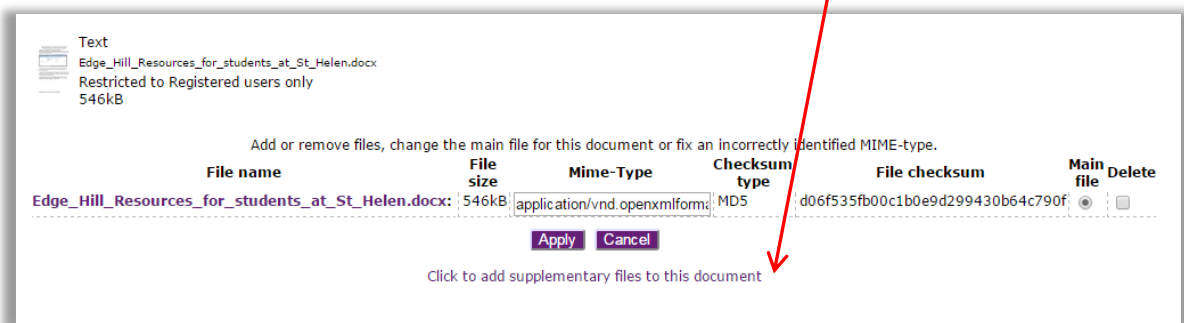 Text
Edge_Hill_Resources_for_students_at_St_Helen.docx
Restricted to Registered users only
546kB
Add or remove files, change the main file for this document or fix an incorrectly identified MIME-type.
File name File size Mime-Type Checksum type File checksum Main file Delete
Edge_Hill_Resources_for_students_at_St_Helen.docx: 546kB application/vnd.openxmlforma MD5 d06f535fb00c1b0e9d299430b64c790f
Apply Cancel
Click to add supplementary files to this document